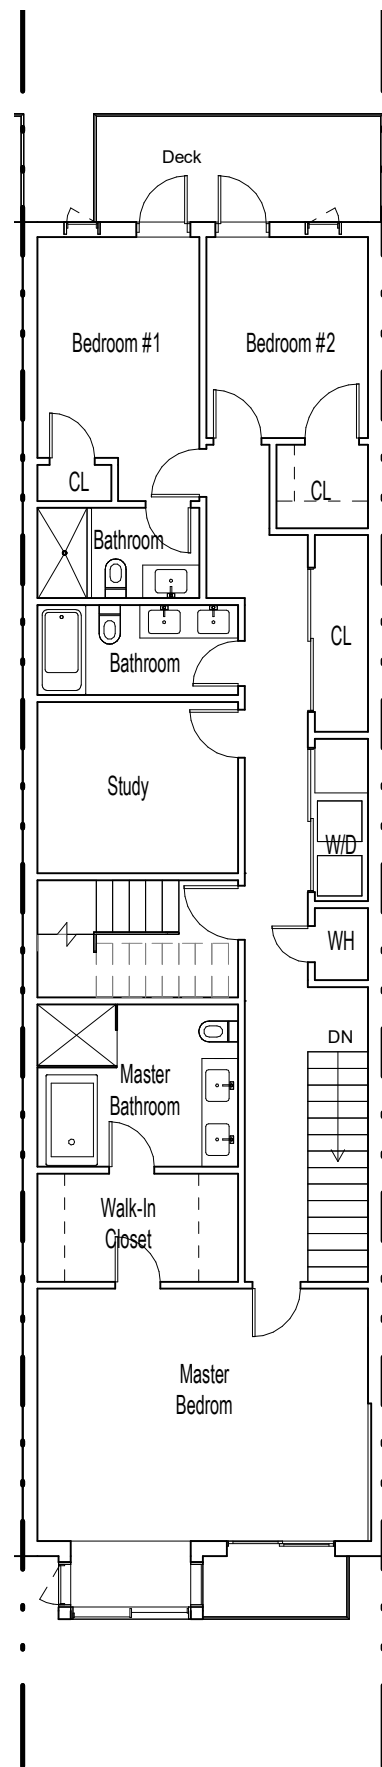 Deck
Bedroom #1
Bedroom #2
CL
CL
Bathroom
CL
Bathroom
Study
W/D
WH
DN
Master
Bathroom
Walk-In
Closet
Master
Bedrom